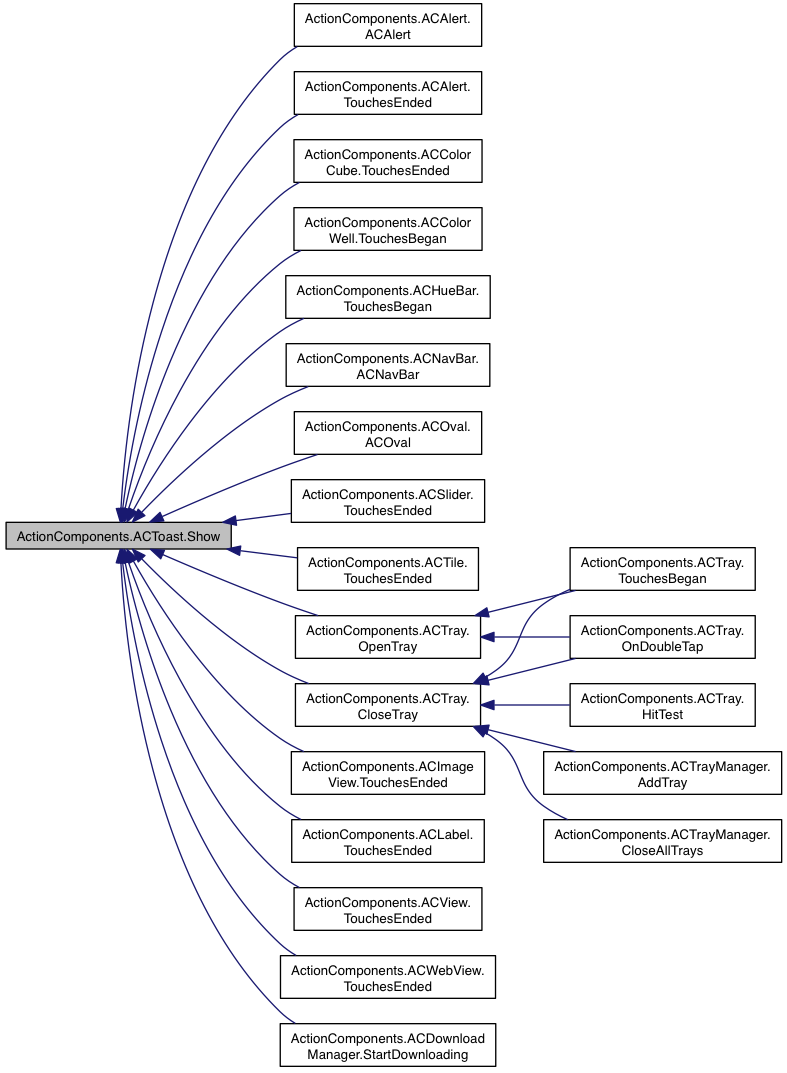 ActionComponents.ACAlert.
ACAlert
ActionComponents.ACAlert.
TouchesEnded
ActionComponents.ACColor
Cube.TouchesEnded
ActionComponents.ACColor
Well.TouchesBegan
ActionComponents.ACHueBar.
TouchesBegan
ActionComponents.ACNavBar.
ACNavBar
ActionComponents.ACOval.
ACOval
ActionComponents.ACSlider.
TouchesEnded
ActionComponents.ACToast.Show
ActionComponents.ACTile.
TouchesEnded
ActionComponents.ACTray.
TouchesBegan
ActionComponents.ACTray.
OpenTray
ActionComponents.ACTray.
OnDoubleTap
ActionComponents.ACTray.
CloseTray
ActionComponents.ACTray.
HitTest
ActionComponents.ACImage
View.TouchesEnded
ActionComponents.ACTrayManager.
AddTray
ActionComponents.ACLabel.
TouchesEnded
ActionComponents.ACTrayManager.
CloseAllTrays
ActionComponents.ACView.
TouchesEnded
ActionComponents.ACWebView.
TouchesEnded
ActionComponents.ACDownload
Manager.StartDownloading